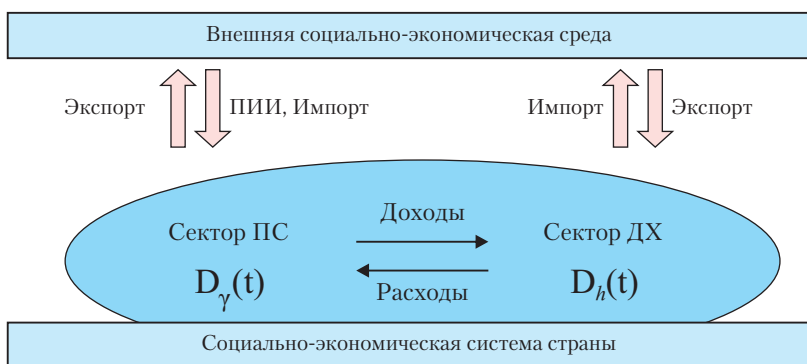 Внешняя социально-экономическая среда
Экспорт
ПИИ, Импорт
Импорт
Экспорт
Доходы
Сектор ПС
Сектор ДХ
Dγ(t)
Dh(t)
Расходы
Социально-экономическая система страны